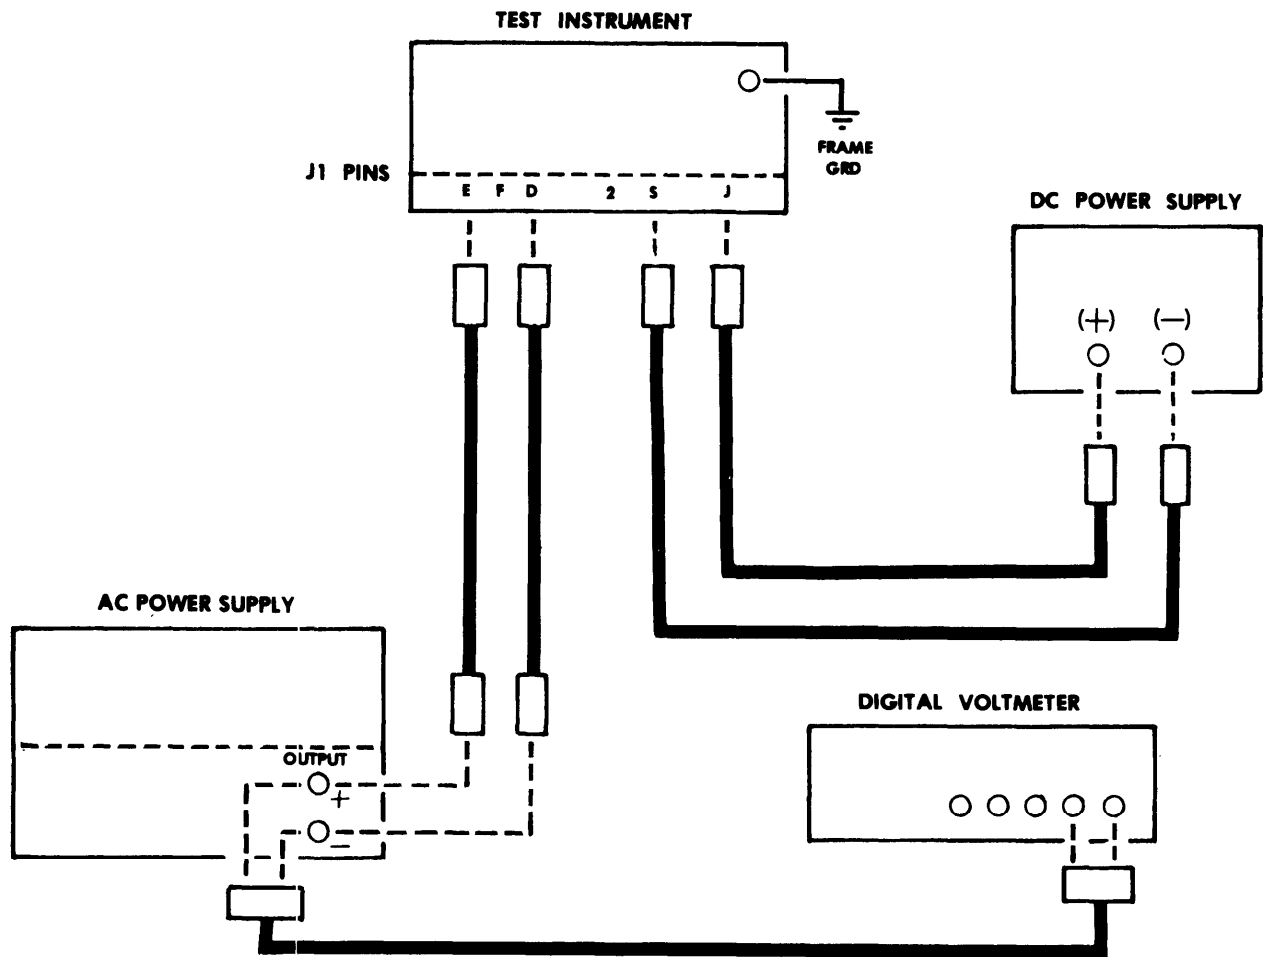 TEST INSTRUMENT
FRAME
GRD
J1 PINS
E F D 2 S J
DC POWER SUPPLY
(+) (—)
AC POWER SUPPLY
OUTPUT
+
—
DIGITAL VOLTMETER